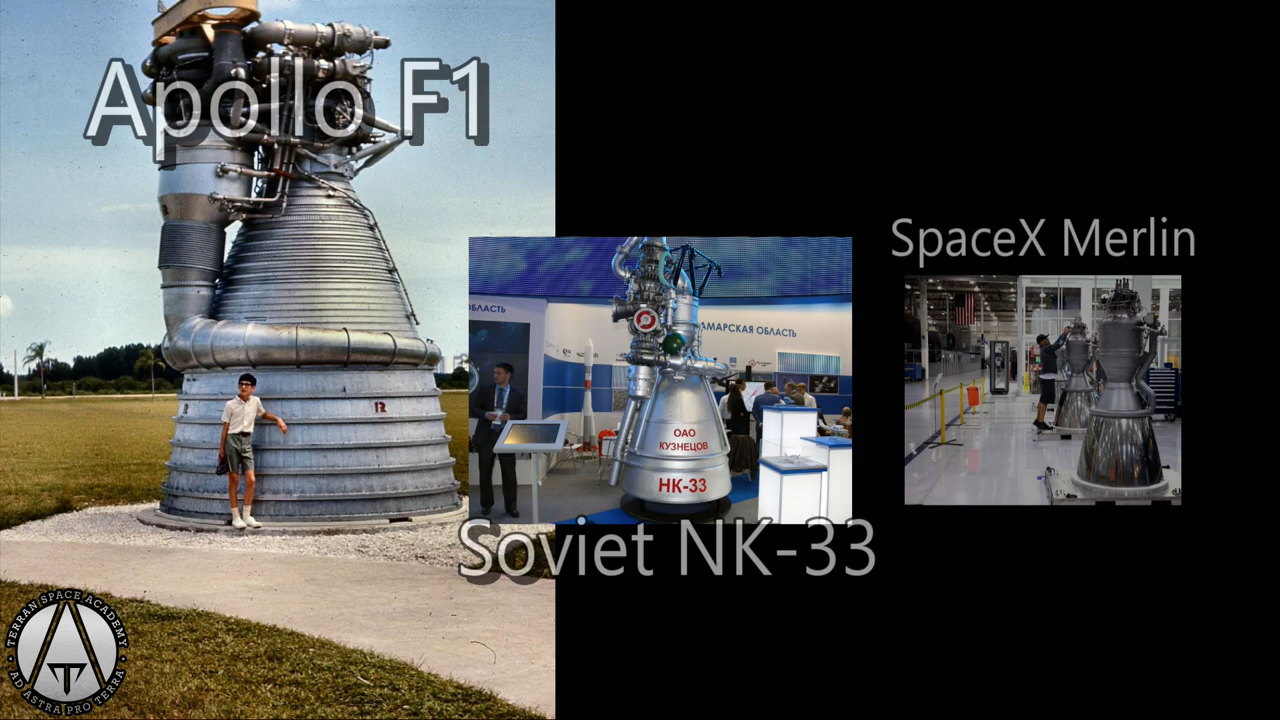 Apollo F1
SpaceX Merlin
ОБЛАСТЬ
АМАРСКАЯ ОБЛАСТЬ
ОАО
КУЗНЕЦОВ
НК-33
Soviet NK-33
TERRAN SPACE ACADEMY
AD ASTRA PRO TERRA